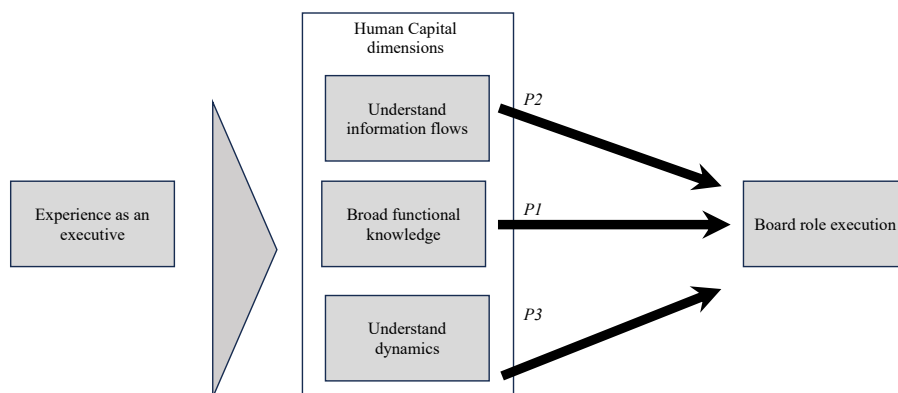 Human Capital
dimensions
Understand
information flows
P2
Experience as an
executive
Broad functional
knowledge
P1
Board role execution
Understand
dynamics
P3